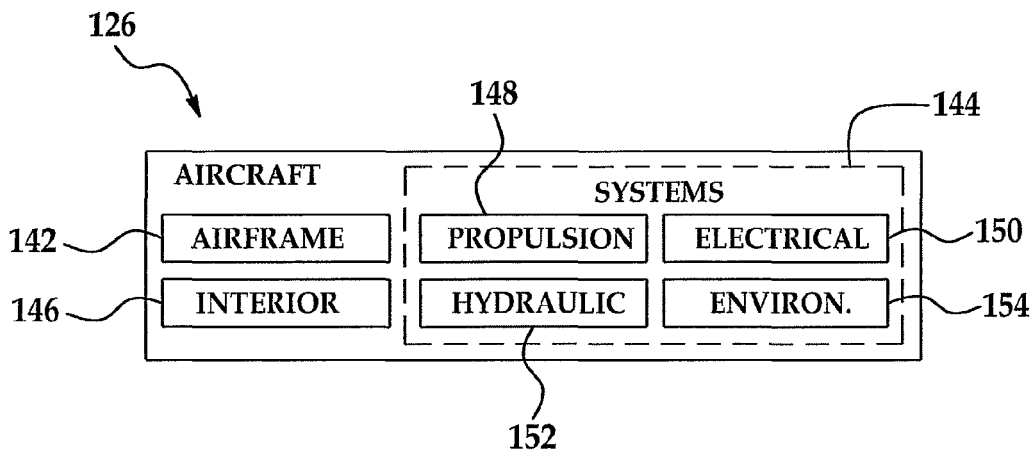 126
148
144
AIRCRAFT
SYSTEMS
142
AIRFRAME
PROPULSION
ELECTRICAL
150
146
INTERIOR
HYDRAULIC
ENVIRON.
154
152